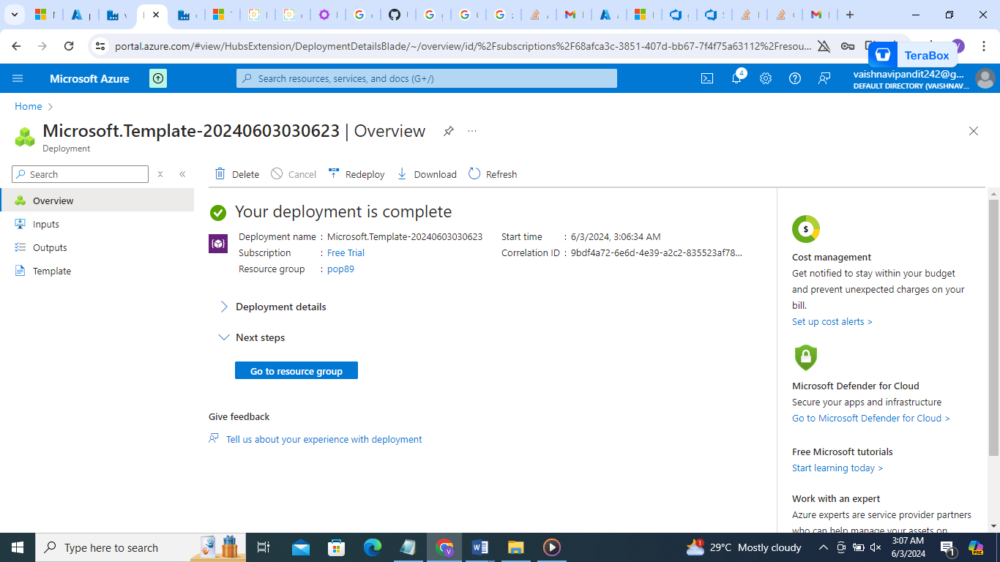 portal.azure.com/#view/HubsExtension/DeploymentDetailsBlade/~/overview/id/%2Fsubscriptions%2F68afca3c-3851-407d-bb67-7f4f75a63112%2Fresou...
TeraBox
Microsoft Azure
Search resources, services, and docs (G+/)
4
vaishnavipandit242@g...
DEFAULT DIRECTORY (VAISHNAV...
Home
Microsoft.Template-20240603030623 | Overview
Deployment
Search
Delete
Cancel
Redeploy
Download
Refresh
Overview
Inputs
Outputs
Template
Your deployment is complete
Deployment name : Microsoft.Template-20240603030623
Subscription : Free Trial
Resource group : pop89
Start time : 6/3/2024, 3:06:34 AM
Correlation ID : 9bdf4a72-6e6d-4e39-a2c2-835523af78...
Deployment details
Next steps
Go to resource group
Give feedback
Tell us about your experience with deployment
Cost management
Get notified to stay within your budget
and prevent unexpected charges on your
bill.
Set up cost alerts >
Microsoft Defender for Cloud
Secure your apps and infrastructure
Go to Microsoft Defender for Cloud >
Free Microsoft tutorials
Start learning today >
Work with an expert
Azure experts are service provider partners
who can help manage your assets on
Type here to search
29°C Mostly cloudy
3:07 AM
6/3/2024